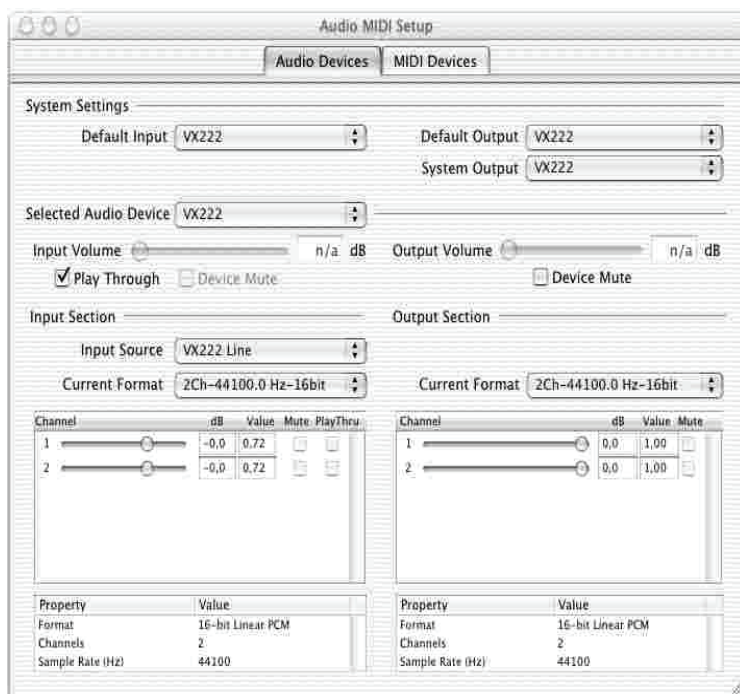 Audio MIDI Setup
Audio Devices MIDI Devices
System Settings
Default Input VX222 Default Output VX222
System Output VX222
Selected Audio Device VX222
Input Volume n/a dB Output Volume n/a dB
Play Through Device Mute Device Mute
Input Section Output Section
Input Source VX222 Line
Current Format 2Ch-44100.0 Hz-16bit Current Format 2Ch-44100.0 Hz-16bit
Channel dB Value Mute PlayThru Channel dB Value Mute
1 -0,0 0,72 1 0,0 1,00
2 -0,0 0,72 2 0,0 1,00
Property Value Property Value
Format 16-bit Linear PCM Format 16-bit Linear PCM
Channels 2 Channels 2
Sample Rate (Hz) 44100 Sample Rate (Hz) 44100